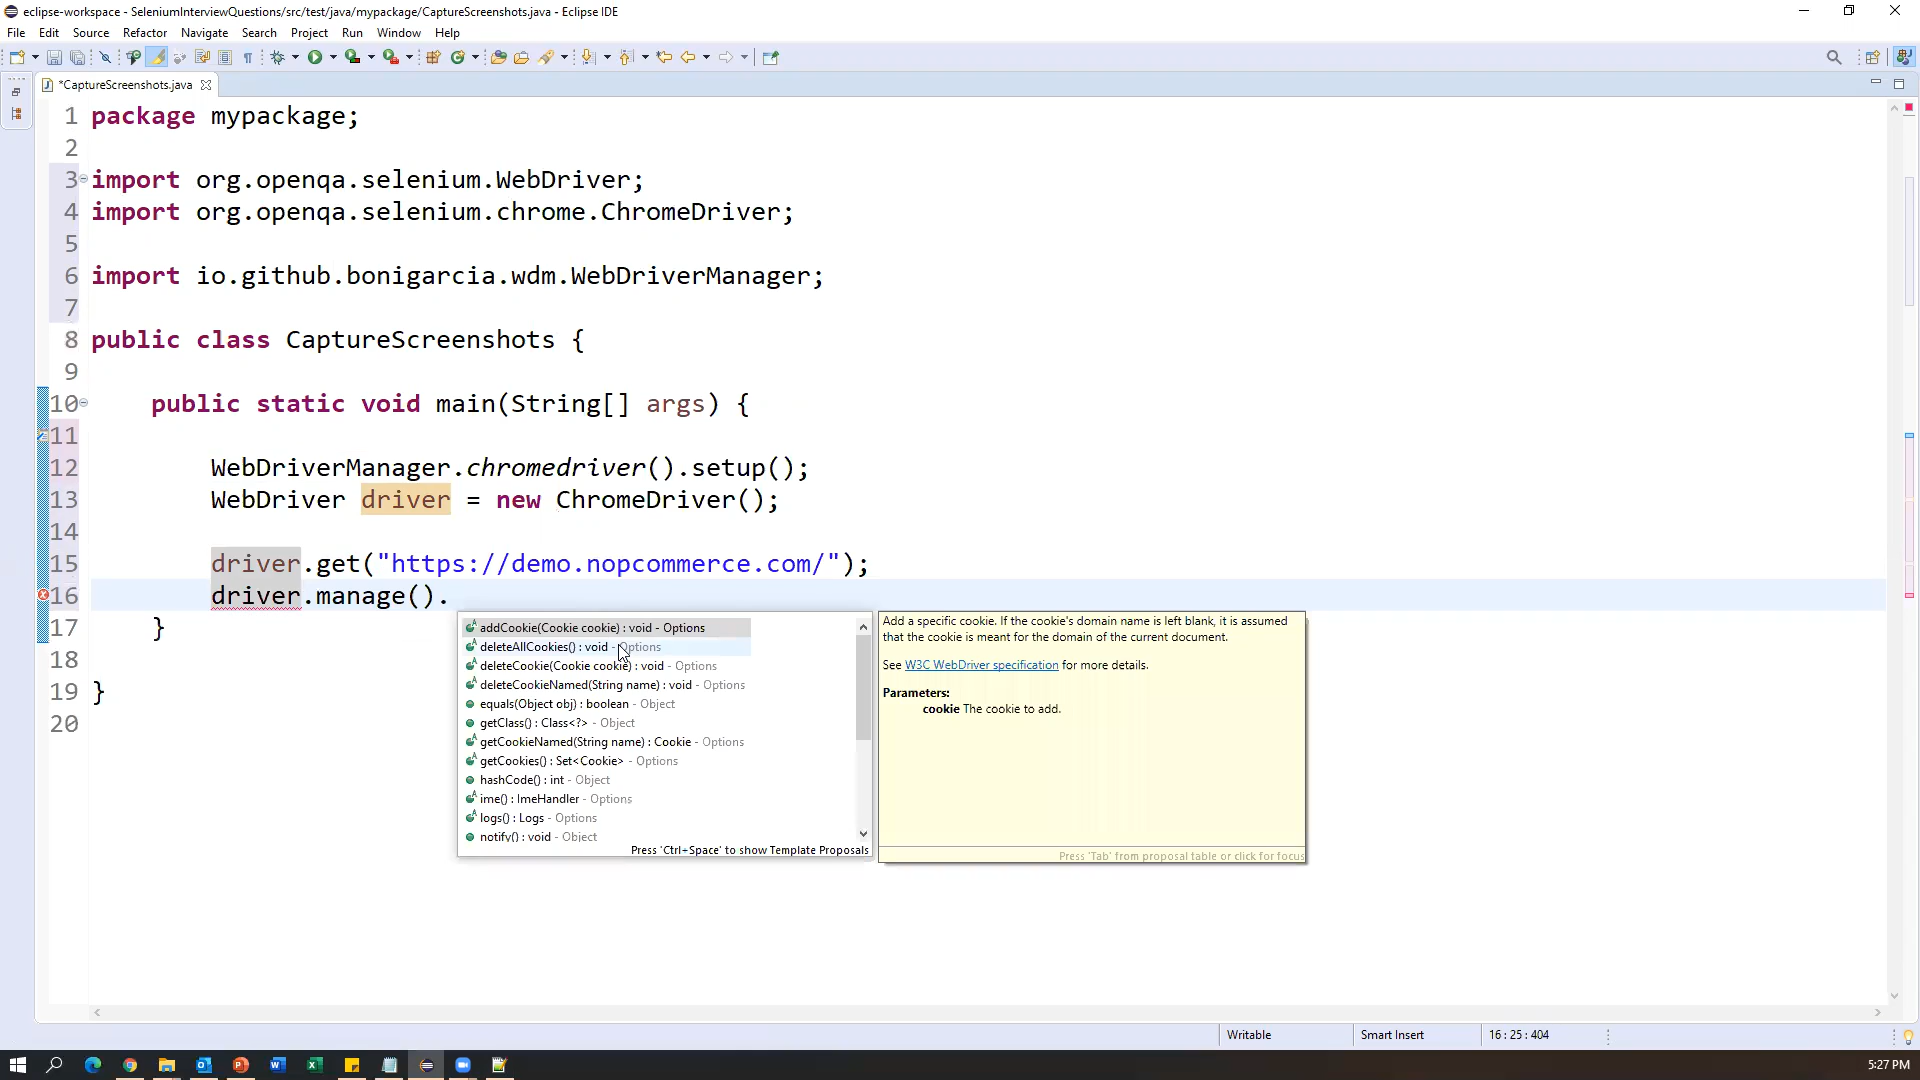 eclipse-workspace - SeleniumInterviewQuestions/src/test/java/mypackage/CaptureScreenshots.java - Eclipse IDE
File Edit Source Refactor Navigate Search Project Run Window Help
*CaptureScreenshots.java
1 package mypackage;
2
3 import org.openqa.selenium.WebDriver;
4 import org.openqa.selenium.chrome.ChromeDriver;
5
6 import io.github.bonigarcia.wdm.WebDriverManager;
7
8 public class CaptureScreenshots {
9
10 public static void main(String[] args) {
11
12 WebDriverManager.chromedriver().setup();
13 WebDriver driver = new ChromeDriver();
14
15 driver.get("https://demo.nopcommerce.com/");
16 driver.manage().
17 }
18
19 }
20
addCookie(Cookie cookie) : void - Options
deleteAllCookies() : void - Options
deleteCookie(Cookie cookie) : void - Options
deleteCookieNamed(String name) : void - Options
equals(Object obj) : boolean - Object
getClass() : Class<?> - Object
getCookieNamed(String name) : Cookie - Options
getCookies() : Set<Cookie> - Options
hashCode() : int - Object
ime() : ImeHandler - Options
logs() : Logs - Options
notify() : void - Object
Press 'Ctrl+Space' to show Template Proposals
Add a specific cookie. If the cookie's domain name is left blank, it is assumed
that the cookie is meant for the domain of the current document.
See W3C WebDriver specification for more details.
Parameters:
cookie The cookie to add.
Press 'Tab' from proposal table or click for focus
Writable Smart Insert 16 : 25 : 404
5:27 PM